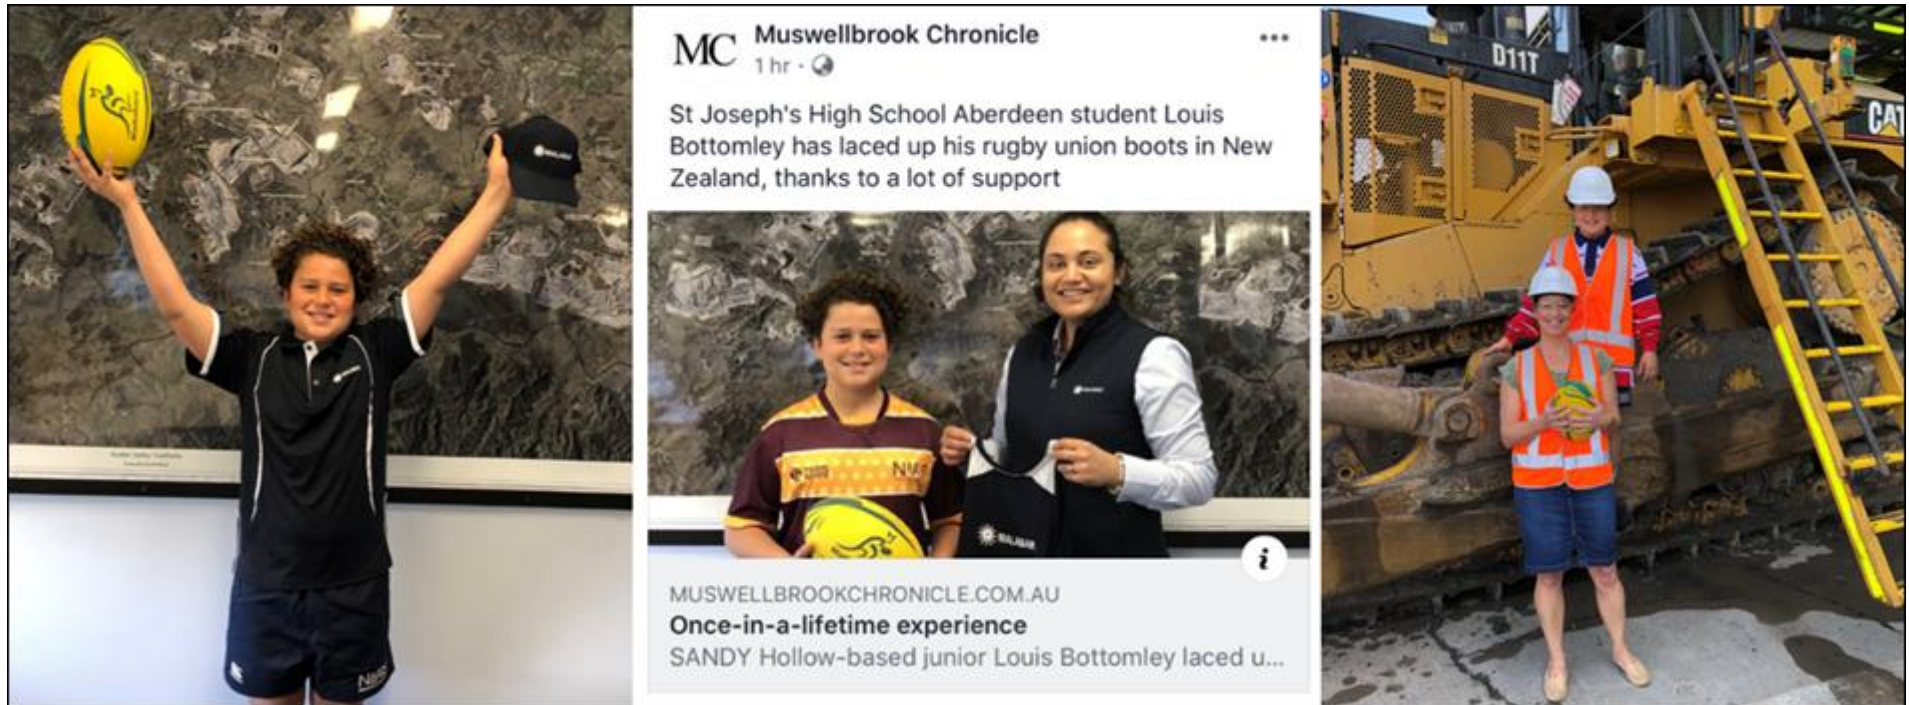 MC
Muswellbrook Chronicle
1 hr ·
St Joseph's High School Aberdeen student Louis
Bottomley has laced up his rugby union boots in New
Zealand, thanks to a lot of support
MALABAR
MUSWELLBROOKCHRONICLE.COM.AU
Once-in-a-lifetime experience
SANDY Hollow-based junior Louis Bottomley laced u...
D11T
CAT